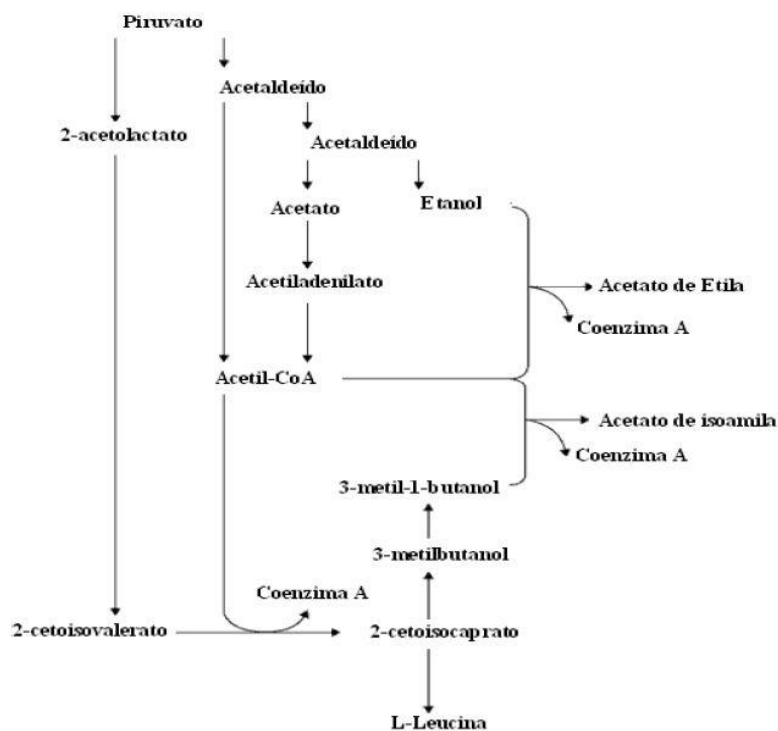 Piruvato
Acetaldeído
2-acetolactato
Acetaldeído
Acetato
Etanol
Acetiladenilato
Acetato de Etila
Coenzima A
Acetil-CoA
Acetato de isoamila
Coenzima A
3-metil-1-butanol
3-metilbutanol
Coenzima A
2-cetoisovalerato
2-cetoisocaprato
L-Leucina